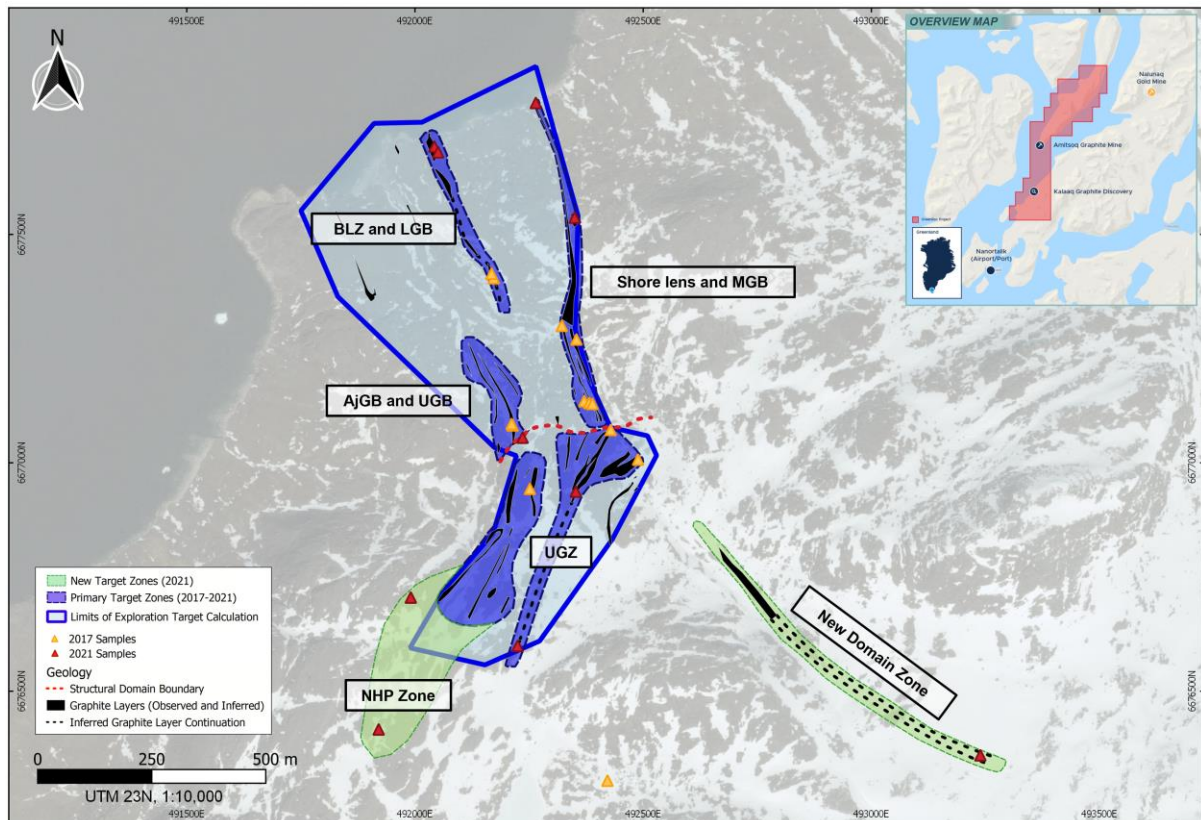 491500E
492000E
492500E
493000E
N
OVERVIEW MAP
Nalunaq
Gold Mine
Amitsoq Graphite Mine
Kalaaq Graphite Discovery
Greenland
Nanortalik
(Airport/Port)
6677500N
6677500N
BLZ and LGB
Shore lens and MGB
AjGB and UGB
6677000N
6677000N
UGZ
New Domain Zone
NHP Zone
6676500N
6676500N
New Target Zones (2021)
Primary Target Zones (2017-2021)
Limits of Exploration Target Calculation
2017 Samples
2021 Samples
Geology
Structural Domain Boundary
Graphite Layers (Observed and Inferred)
Inferred Graphite Layer Continuation
0 250 500 m
UTM 23N, 1:10,000
491500E
492000E
492500E
493000E
493500E